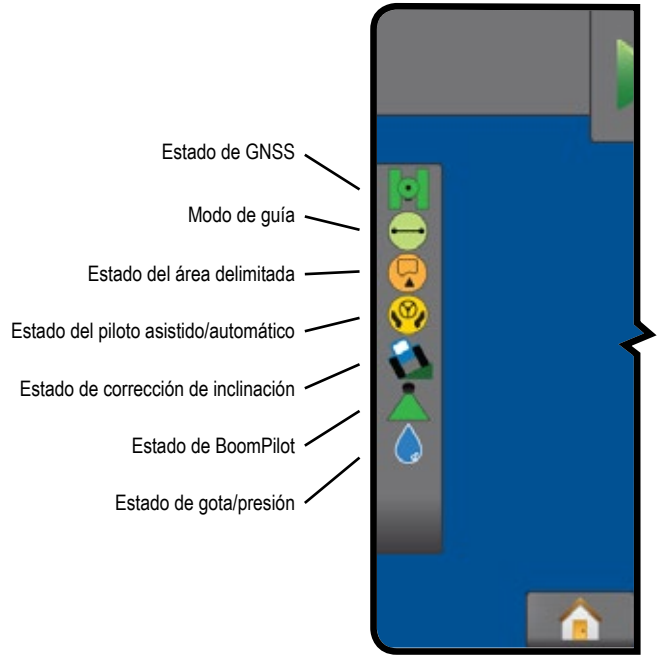 Estado de GNSS
Modo de guía
Estado del área delimitada
Estado del piloto asistido/automático
Estado de corrección de inclinación
Estado de BoomPilot
Estado de gota/presión